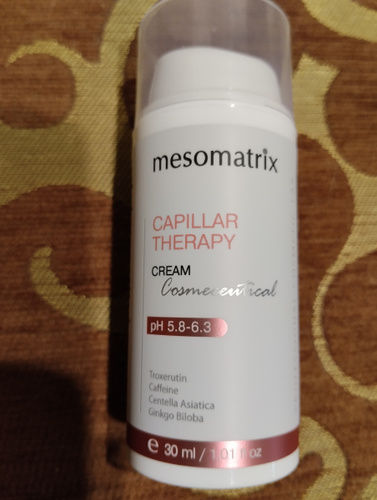 mesomatrix
CAPILLAR
THERAPY
CREAM
Cosmeceutical
pH 5.8-6.3
Troxerutin
Caffeine
Centella Asiatica
Ginkgo Biloba
e 30 ml / 1.01 fl oz